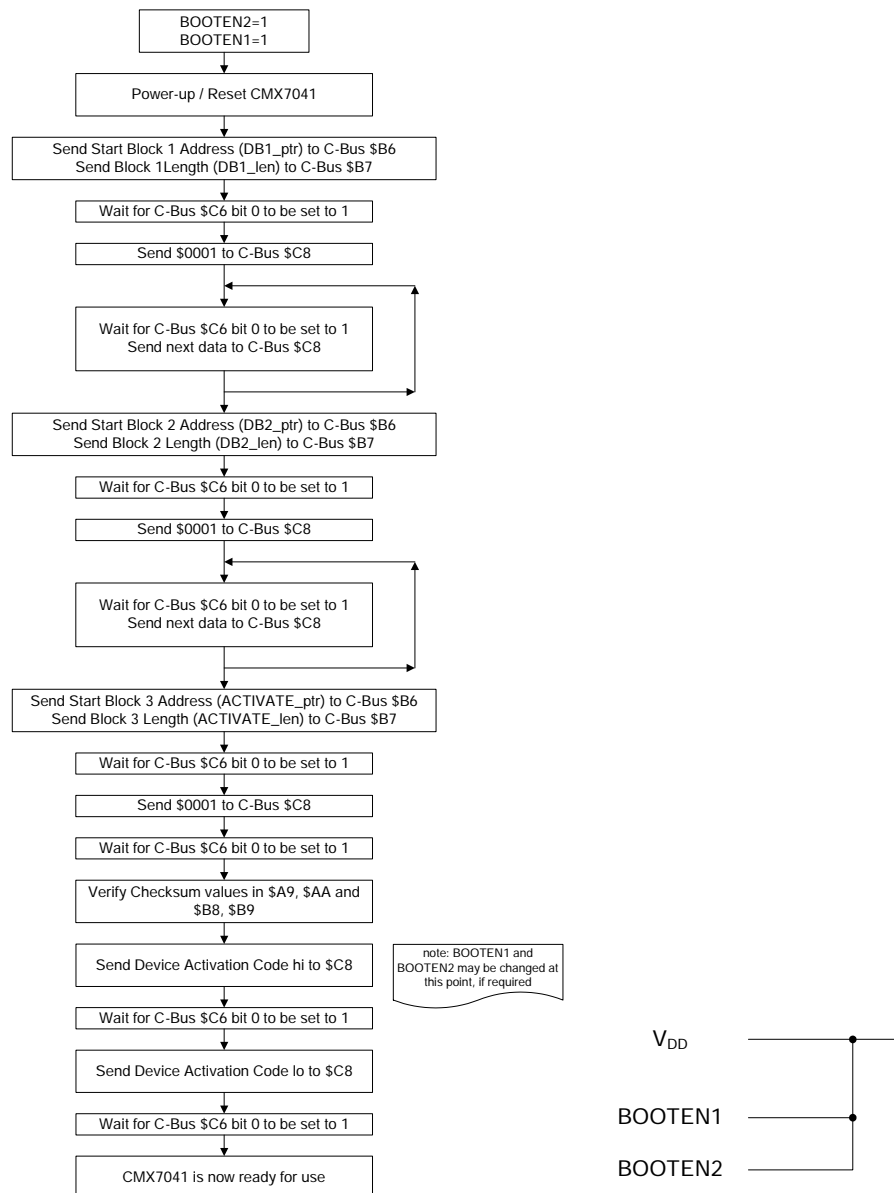 BOOTEN2=1
BOOTEN1=1
Power-up / Reset CMX7041
Send Start Block 1 Address (DB1_ptr) to C-Bus $B6
Send Block 1Length (DB1_len) to C-Bus $B7
Wait for C-Bus $C6 bit 0 to be set to 1
Send $0001 to C-Bus $C8
Wait for C-Bus $C6 bit 0 to be set to 1
Send next data to C-Bus $C8
Send Start Block 2 Address (DB2_ptr) to C-Bus $B6
Send Block 2 Length (DB2_len) to C-Bus $B7
Wait for C-Bus $C6 bit 0 to be set to 1
Send $0001 to C-Bus $C8
Wait for C-Bus $C6 bit 0 to be set to 1
Send next data to C-Bus $C8
Send Start Block 3 Address (ACTIVATE_ptr) to C-Bus $B6
Send Block 3 Length (ACTIVATE_len) to C-Bus $B7
Wait for C-Bus $C6 bit 0 to be set to 1
Send $0001 to C-Bus $C8
Wait for C-Bus $C6 bit 0 to be set to 1
Verify Checksum values in $A9, $AA and
$B8, $B9
Send Device Activation Code hi to $C8
note: BOOTEN1 and
BOOTEN2 may be changed at
this point, if required
Wait for C-Bus $C6 bit 0 to be set to 1
Send Device Activation Code lo to $C8
Wait for C-Bus $C6 bit 0 to be set to 1
CMX7041 is now ready for use
VDD
BOOTEN1
BOOTEN2